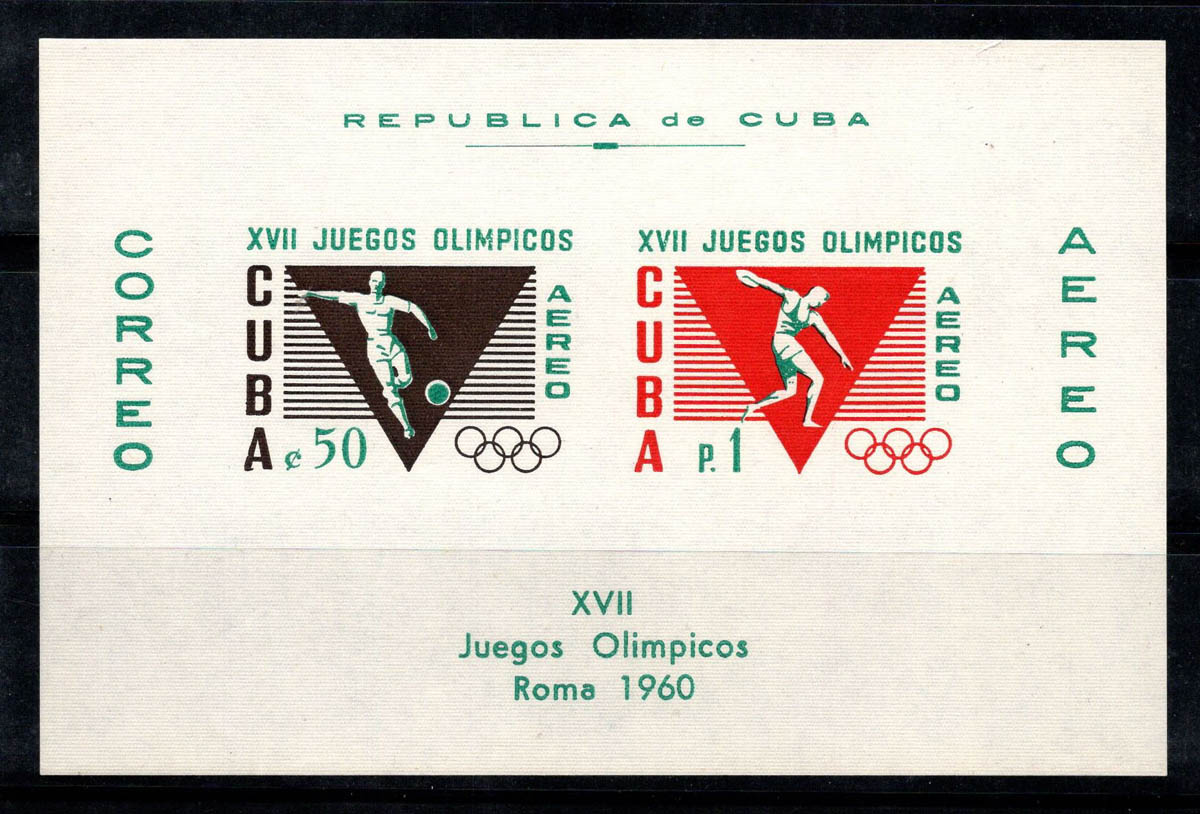 REPUBLICA de CUBA
CORREO
XVII JUEGOS OLIMPICOS
CUBA
AEREO
¢ 50
XVII JUEGOS OLIMPICOS
CUBA
AEREO
P. 1
AEREO
XVII
Juegos Olimpicos
Roma 1960